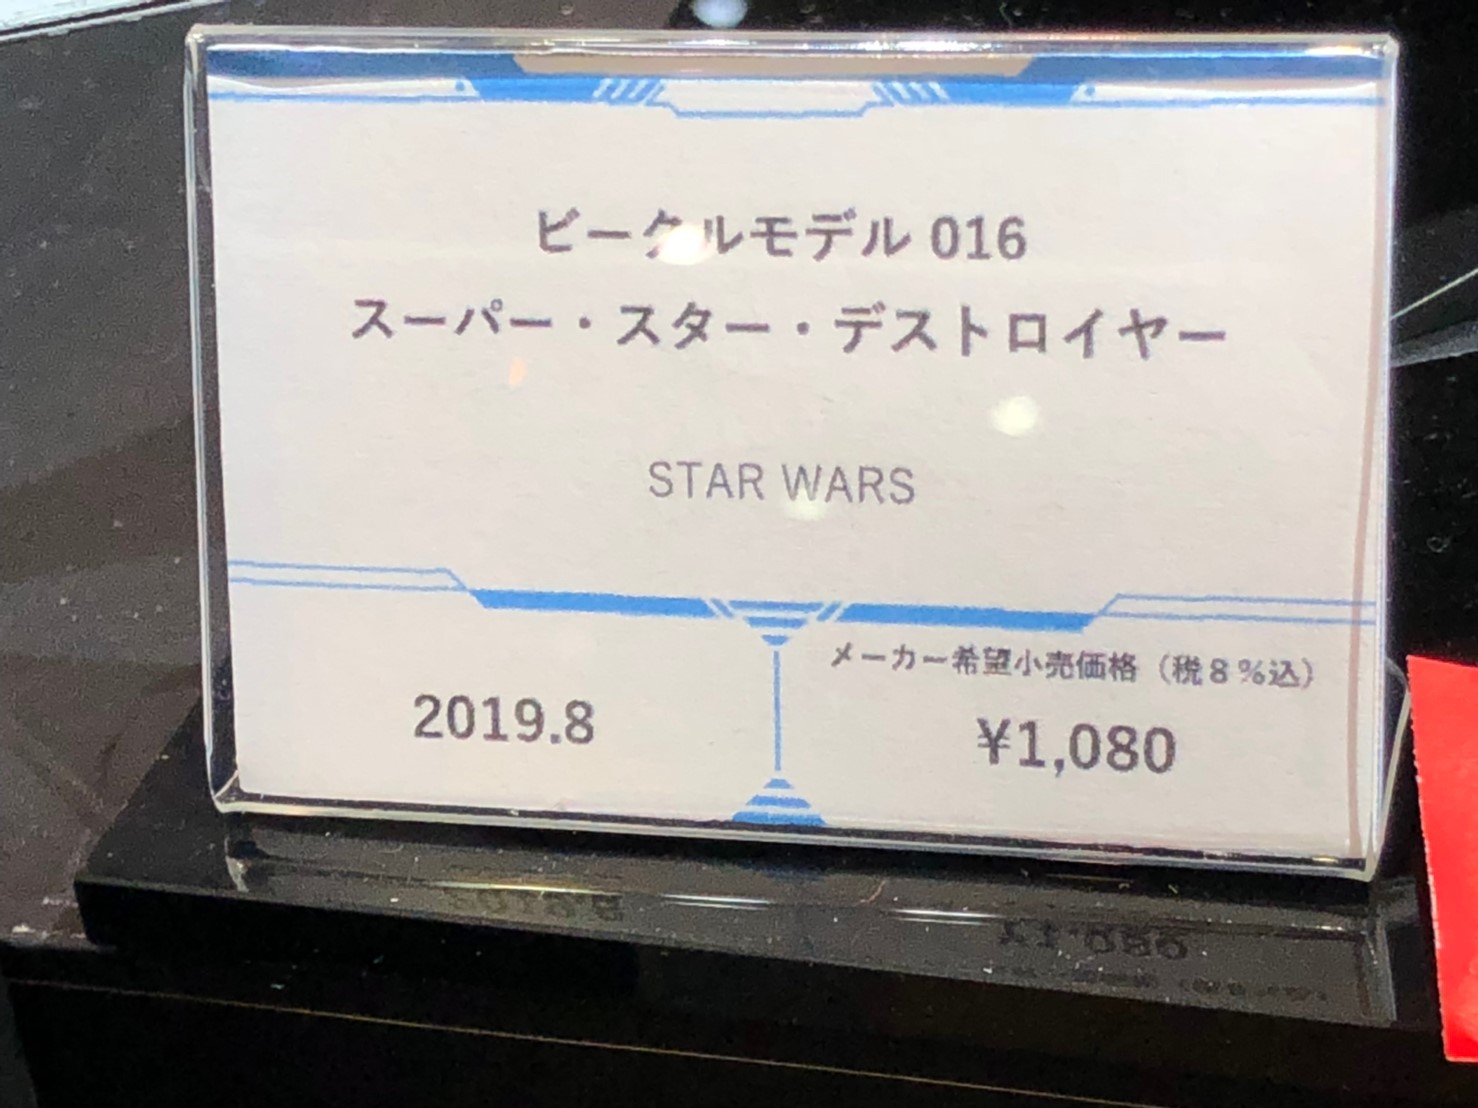 ビークルモデル 016
スーパー・スター・デストロイヤー
STAR WARS
メーカー希望小売価格（税８％込）
2019.8
¥1,080